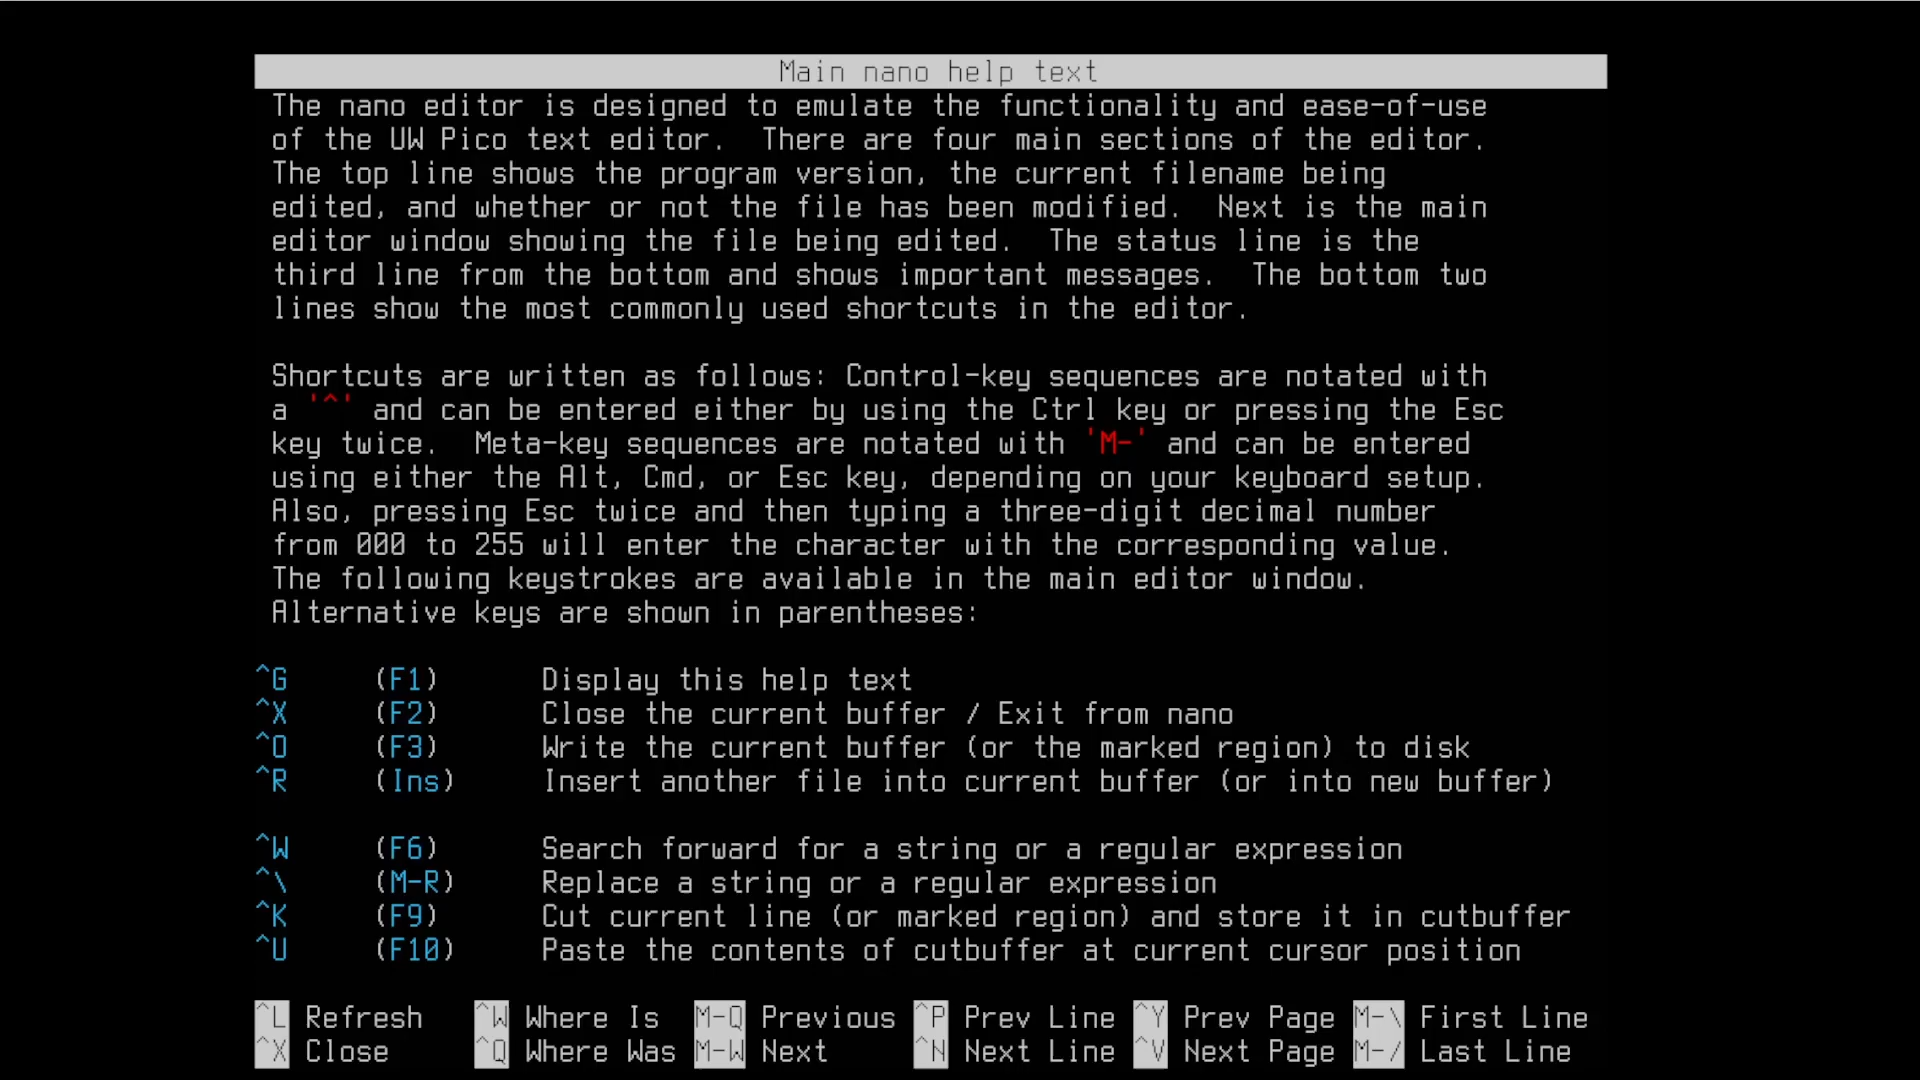 Main nano help text
The nano editor is designed to emulate the functionality and ease-of-use
of the UW Pico text editor.  There are four main sections of the editor.
The top line shows the program version, the current filename being
edited, and whether or not the file has been modified.  Next is the main
editor window showing the file being edited.  The status line is the
third line from the bottom and shows important messages.  The bottom two
lines show the most commonly used shortcuts in the editor.

Shortcuts are written as follows: Control-key sequences are notated with
a '^' and can be entered either by using the Ctrl key or pressing the Esc
key twice.  Meta-key sequences are notated with 'M-' and can be entered
using either the Alt, Cmd, or Esc key, depending on your keyboard setup.
Also, pressing Esc twice and then typing a three-digit decimal number
from 000 to 255 will enter the character with the corresponding value.
The following keystrokes are available in the main editor window.
Alternative keys are shown in parentheses:

^G     (F1)      Display this help text
^X     (F2)      Close the current buffer / Exit from nano
^O     (F3)      Write the current buffer (or the marked region) to disk
^R     (Ins)     Insert another file into current buffer (or into new buffer)

^W     (F6)      Search forward for a string or a regular expression
^\     (M-R)     Replace a string or a regular expression
^K     (F9)      Cut current line (or marked region) and store it in cutbuffer
^U     (F10)     Paste the contents of cutbuffer at current cursor position

^L Refresh   ^W Where Is  M-Q Previous ^P Prev Line ^Y Prev Page M-\ First Line
^X Close     ^Q Where Was M-W Next     ^N Next Line ^V Next Page M-/ Last Line